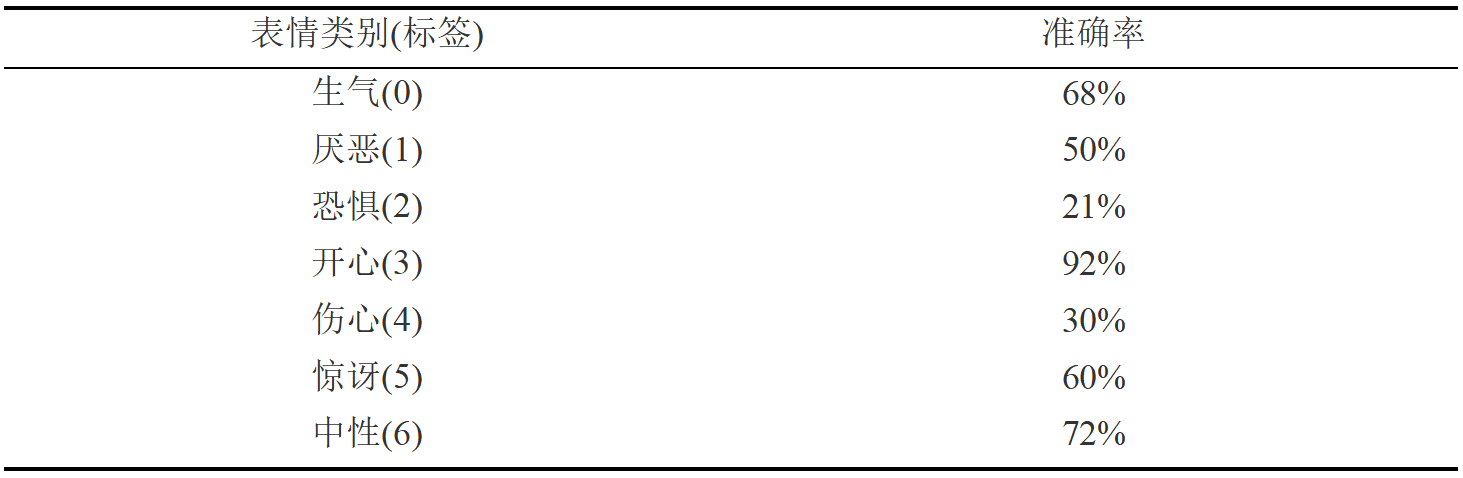 表情类别(标签) 准确率
生气(0) 68%
厌恶(1) 50%
恐惧(2) 21%
开心(3) 92%
伤心(4) 30%
惊讶(5) 60%
中性(6) 72%